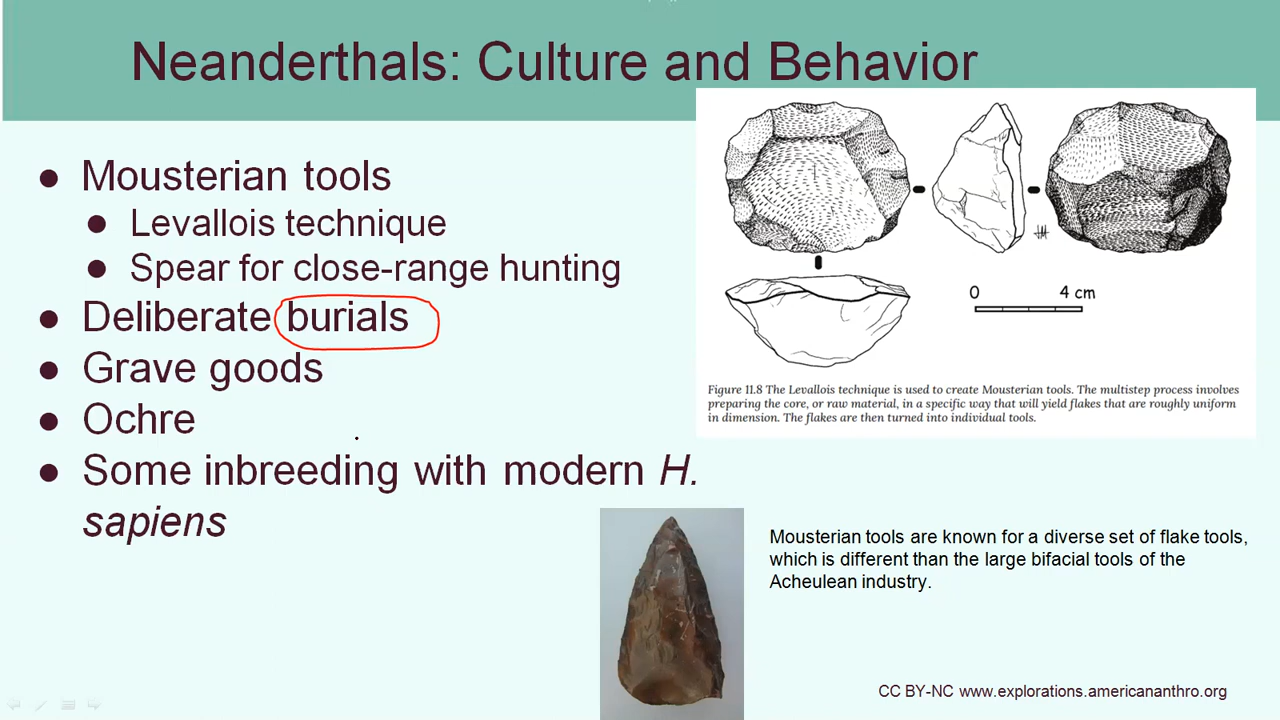 Neanderthals: Culture and Behavior
● Mousterian tools
● Levallois technique
● Spear for close-range hunting
● Deliberate burials
● Grave goods
● Ochre
● Some inbreeding with modern H.
sapiens
0 4 cm
Figure 11.8 The Levallois technique is used to create Mousterian tools. The multistep process involves
preparing the core, or raw material, in a specific way that will yield flakes that are roughly uniform
in dimension. The flakes are then turned into individual tools.
Mousterian tools are known for a diverse set of flake tools,
which is different than the large bifacial tools of the
Acheulean industry.
CC BY-NC www.explorations.americananthro.org